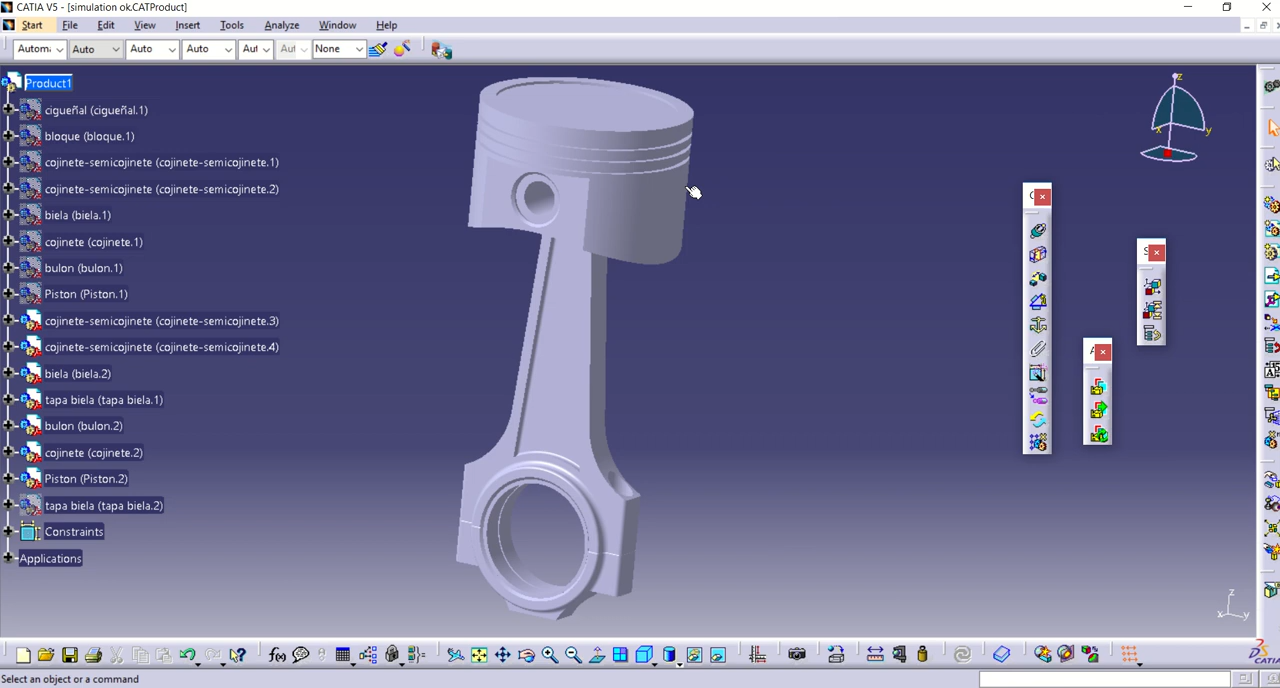 CATIA V5 - [simulation ok.CATProduct]
Start File Edit View Insert Tools Analyze Window Help
Auto Auto Auto None
Product1
cigueñal (cigueñal.1)
bloque (bloque.1)
cojinete-semicojinete (cojinete-semicojinete.1)
cojinete-semicojinete (cojinete-semicojinete.2)
biela (biela.1)
cojinete (cojinete.1)
bulon (bulon.1)
Piston (Piston.1)
cojinete-semicojinete (cojinete-semicojinete.3)
cojinete-semicojinete (cojinete-semicojinete.4)
biela (biela.2)
tapa biela (tapa biela.1)
bulon (bulon.2)
cojinete (cojinete.2)
Piston (Piston.2)
tapa biela (tapa biela.2)
Constraints
Applications
z
x
y
z
x
y
f(x)
CATIA
Select an object or a command